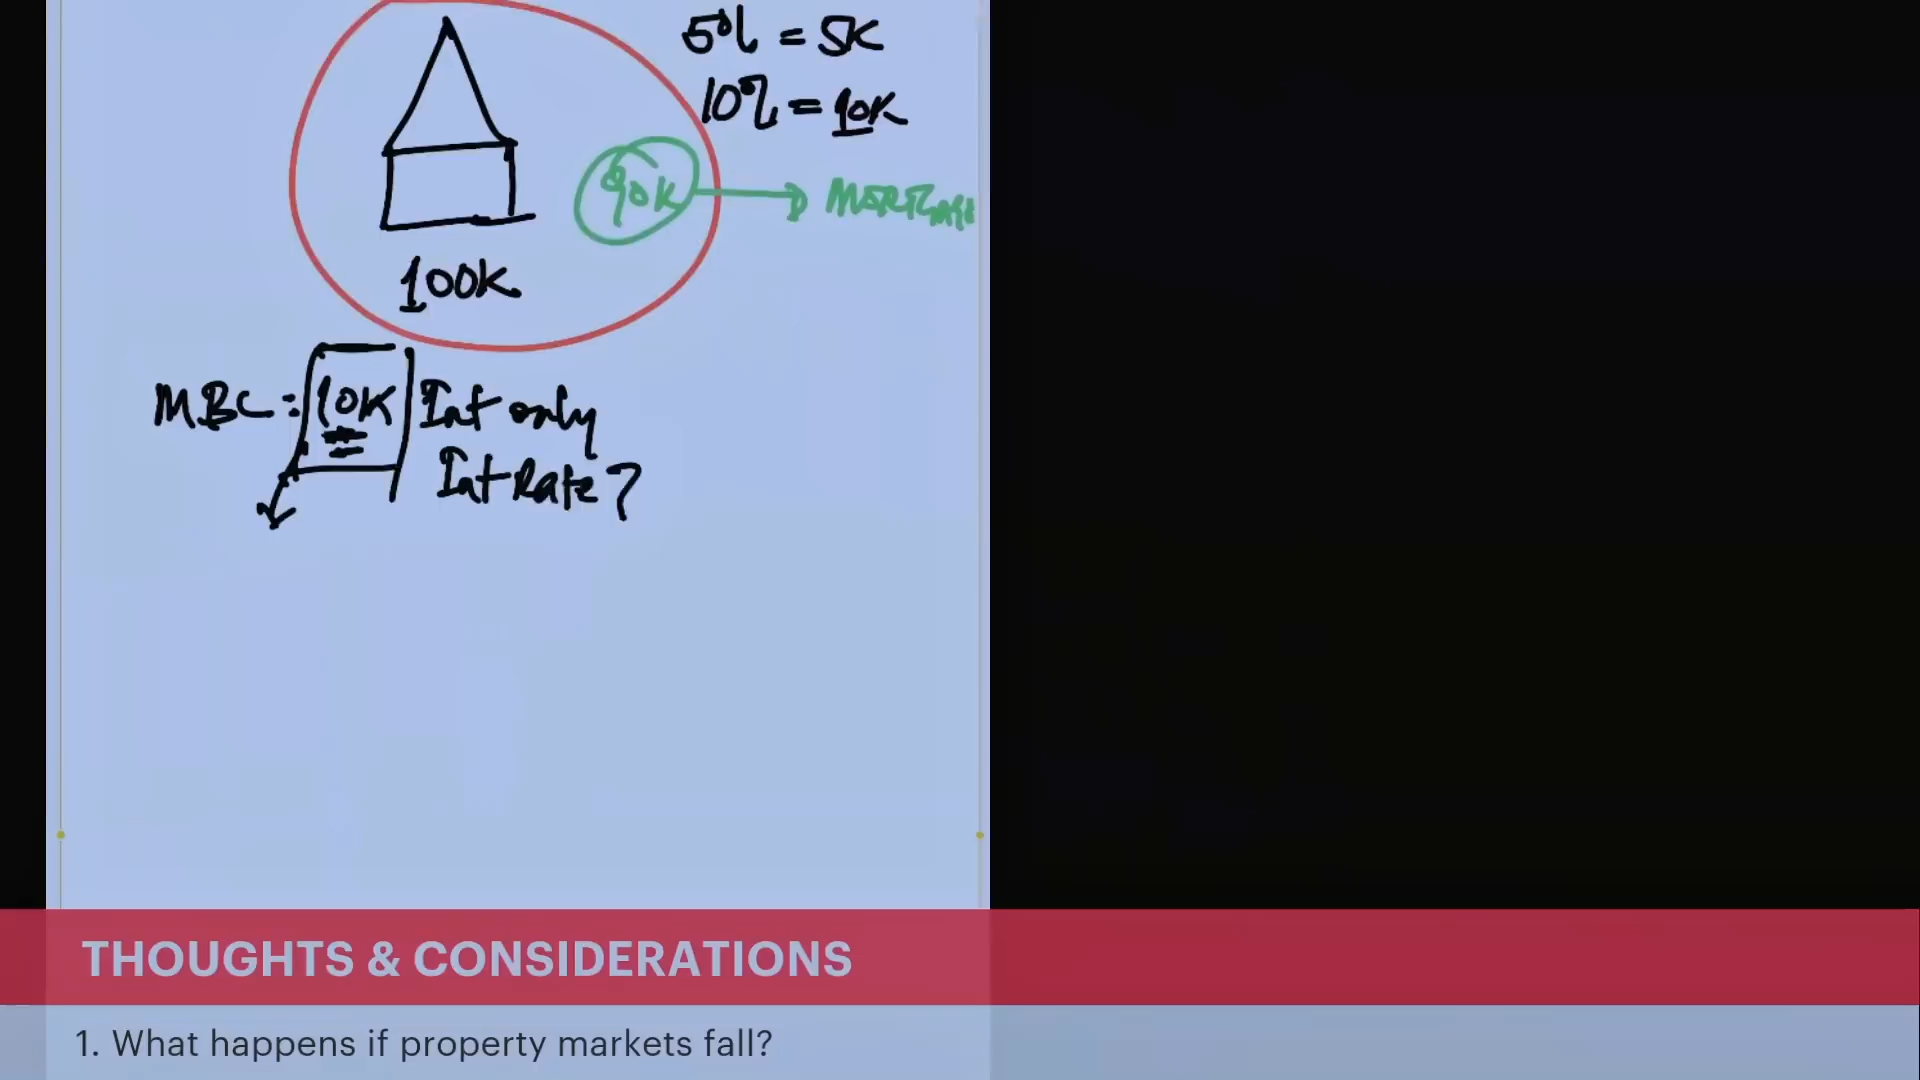 5% = 5K
10% = 10K
90K → MORTGAGE
100K
MBC = 10K Int only
Int Rate?
THOUGHTS & CONSIDERATIONS
1. What happens if property markets fall?